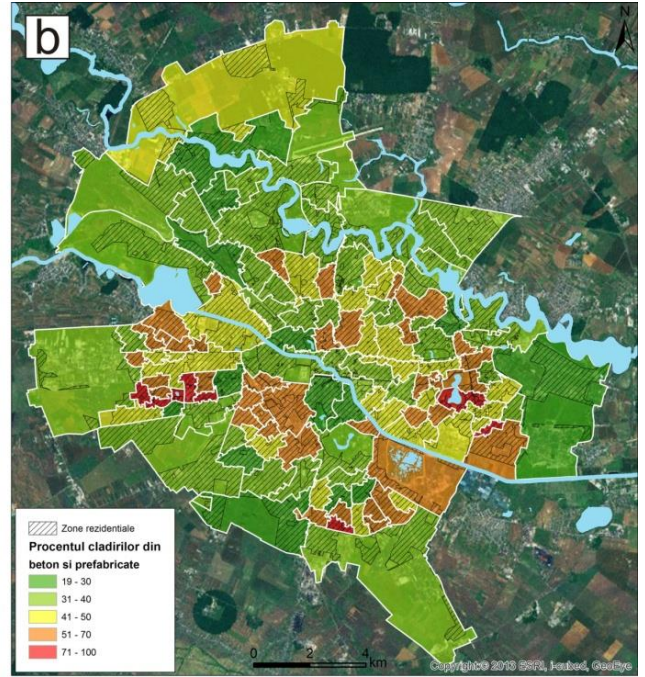 b
N
Zone rezidentiale
Procentul cladirilor din
beton si prefabricate
19 - 30
31 - 40
41 - 50
51 - 70
71 - 100
0 2 4
km
Copyright:© 2013 ESRI, i-cubed, GeoEye